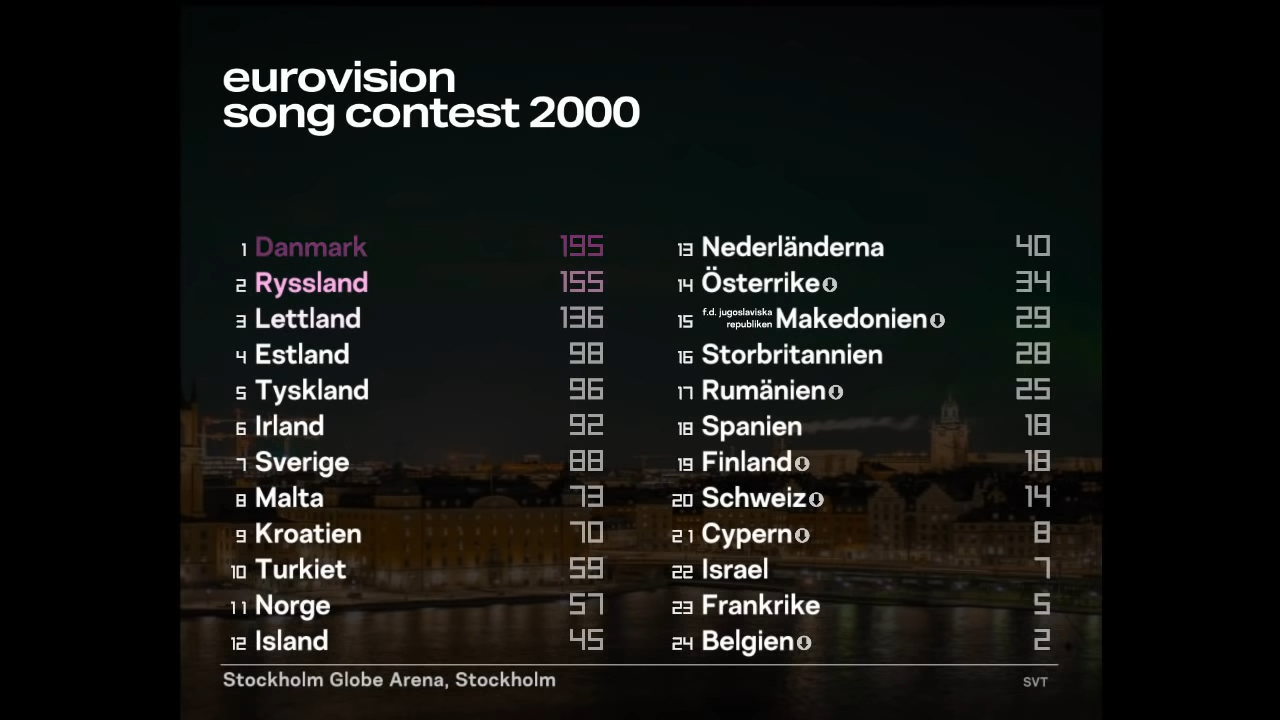 eurovision
song contest 2000
1 Danmark 195
2 Ryssland 155
3 Lettland 136
4 Estland 98
5 Tyskland 96
6 Irland 92
7 Sverige 88
8 Malta 73
9 Kroatien 70
10 Turkiet 59
11 Norge 57
12 Island 45
13 Nederländerna 40
14 Österrike 34
15 f.d. jugoslaviska republiken Makedonien 29
16 Storbritannien 28
17 Rumänien 25
18 Spanien 18
19 Finland 18
20 Schweiz 14
21 Cypern 8
22 Israel 7
23 Frankrike 5
24 Belgien 2
Stockholm Globe Arena, Stockholm
SVT